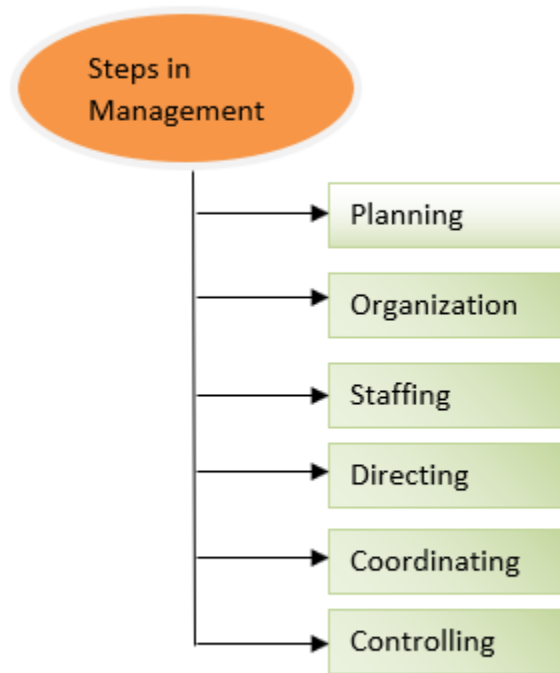 Steps in
Management
Planning
Organization
Staffing
Directing
Coordinating
Controlling